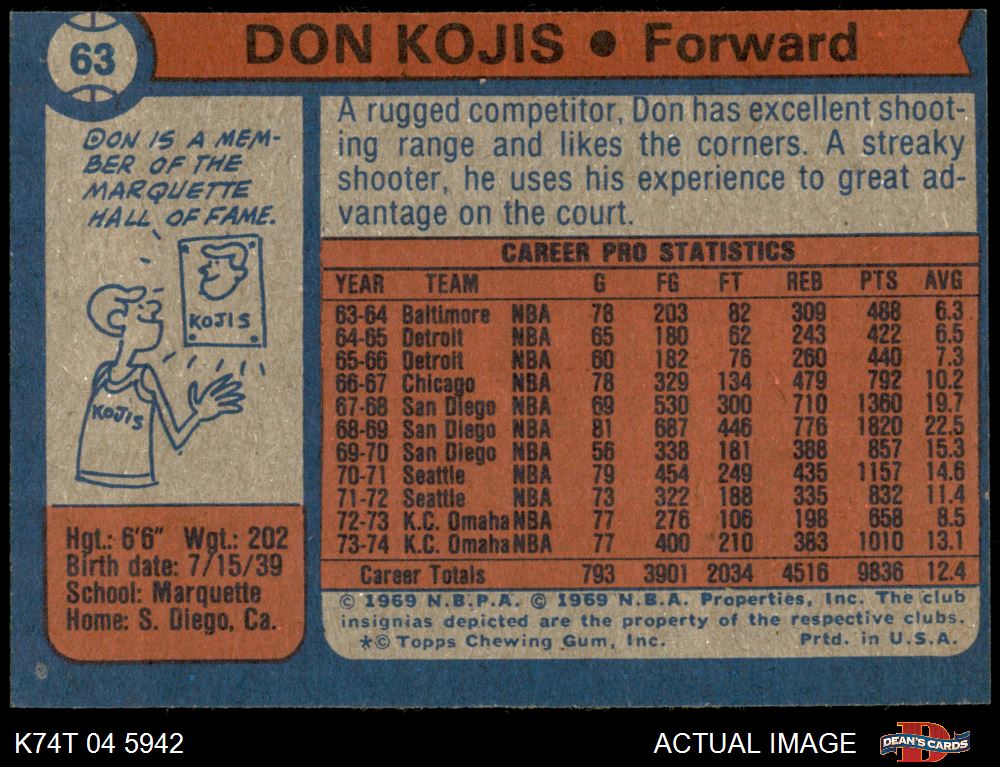 63
DON KOJIS • Forward
DON IS A MEM-
BER OF THE
MARQUETTE
HALL OF FAME.
KOJIS
KOJIS
Hgt.: 6'6" Wgt.: 202
Birth date: 7/15/39
School: Marquette
Home: S. Diego, Ca.
A rugged competitor, Don has excellent shoot-
ing range and likes the corners. A streaky
shooter, he uses his experience to great ad-
vantage on the court.
CAREER PRO STATISTICS
YEAR TEAM G FG FT REB PTS AVG
63-64 Baltimore NBA 78 203 82 309 488 6.3
64-65 Detroit NBA 65 180 62 243 422 6.5
65-66 Detroit NBA 60 182 76 260 440 7.3
66-67 Chicago NBA 78 329 134 479 792 10.2
67-68 San Diego NBA 69 530 300 710 1360 19.7
68-69 San Diego NBA 81 687 446 776 1820 22.5
69-70 San Diego NBA 56 338 181 388 857 15.3
70-71 Seattle NBA 79 454 249 435 1157 14.6
71-72 Seattle NBA 73 322 188 335 832 11.4
72-73 K.C. Omaha NBA 77 276 106 198 658 8.5
73-74 K.C. Omaha NBA 77 400 210 383 1010 13.1
Career Totals 793 3901 2034 4516 9836 12.4
© 1969 N.B.P.A. © 1969 N.B.A. Properties, Inc. The club
insignias depicted are the property of the respective clubs.
*© Topps Chewing Gum, Inc. Prtd. in U.S.A.
K74T 04 5942
ACTUAL IMAGE
D
DEAN'S CARDS